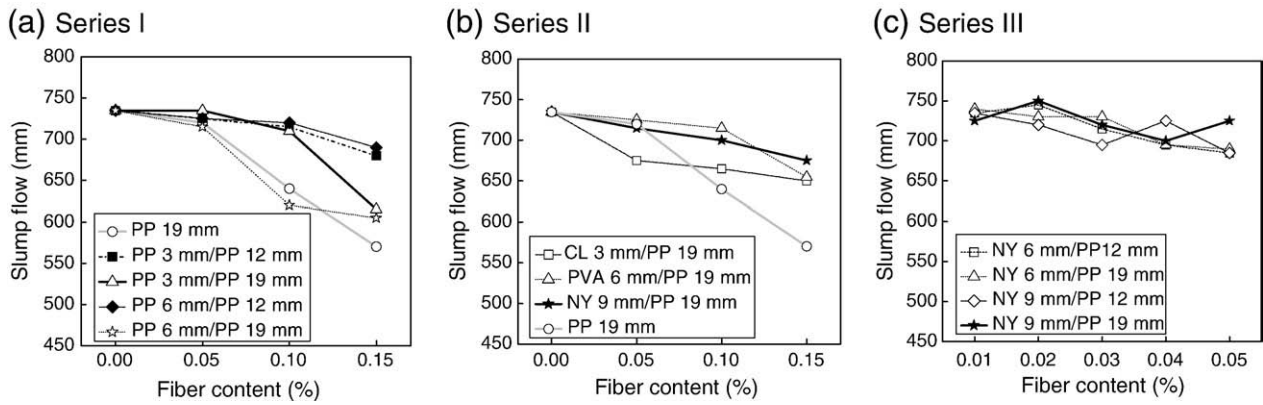 (a) Series I
800
750
700
650
600
550
500
450
Slump flow (mm)
PP 19 mm
PP 3 mm/PP 12 mm
PP 3 mm/PP 19 mm
PP 6 mm/PP 12 mm
PP 6 mm/PP 19 mm
0.00 0.05 0.10 0.15
Fiber content (%)
(b) Series II
800
750
700
650
600
550
500
450
Slump flow (mm)
CL 3 mm/PP 19 mm
PVA 6 mm/PP 19 mm
NY 9 mm/PP 19 mm
PP 19 mm
0.00 0.05 0.10 0.15
Fiber content (%)
(c) Series III
800
750
700
650
600
550
500
450
Slump flow (mm)
NY 6 mm/PP12 mm
NY 6 mm/PP 19 mm
NY 9 mm/PP 12 mm
NY 9 mm/PP 19 mm
0.01 0.02 0.03 0.04 0.05
Fiber content (%)